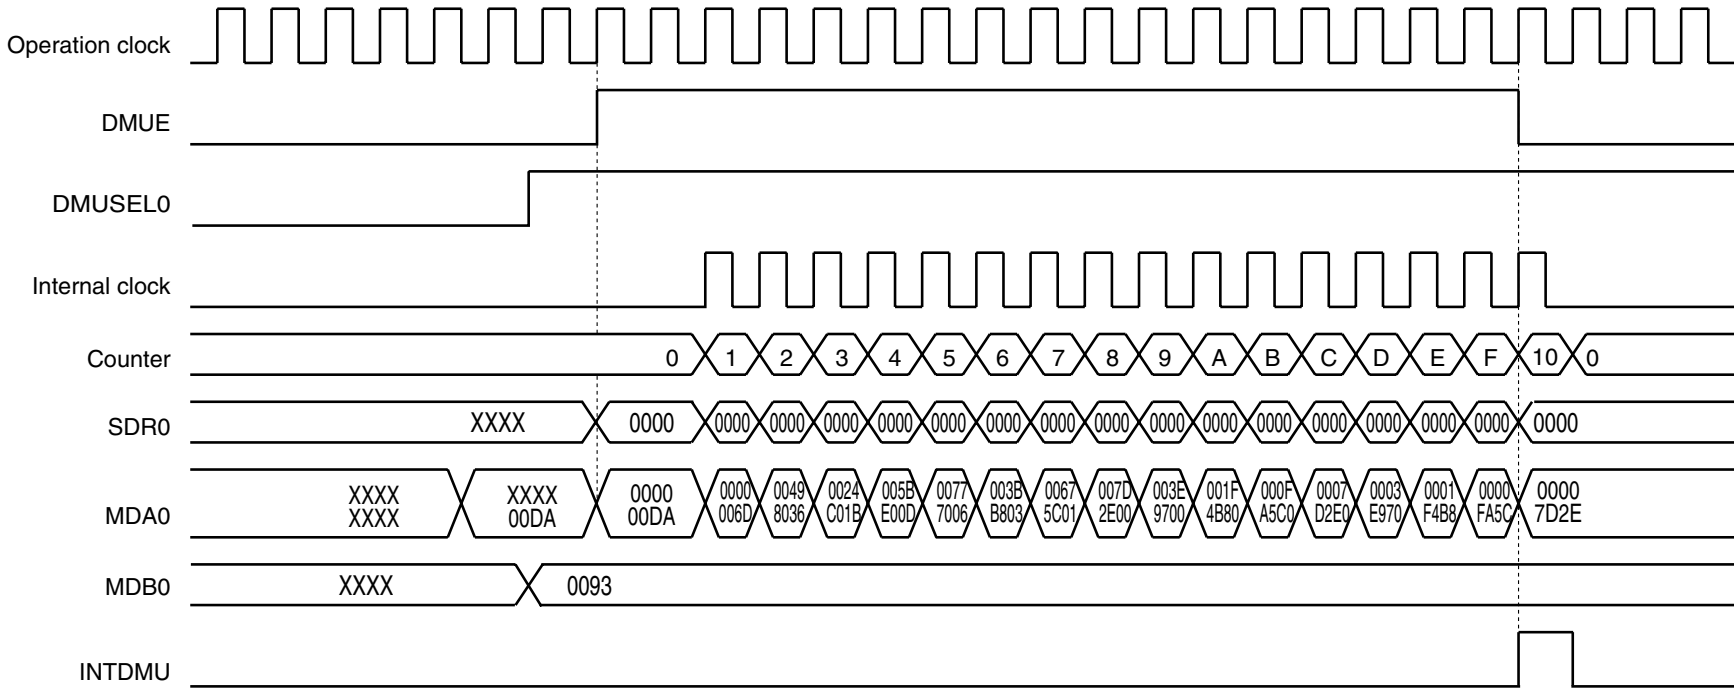 Operation clock
DMUE
DMUSEL0
Internal clock
Counter 0 1 2 3 4 5 6 7 8 9 A B C D E F 10 0
SDR0 XXXX 0000 0000 0000 0000 0000 0000 0000 0000 0000 0000 0000 0000 0000 0000 0000 0000 0000
XXXX XXXX 0000 0000 0049 0024 005B 0077 003B 0067 007D 003E 001F 000F 0007 0003 0001 0000 0000
MDA0 XXXX 00DA 00DA 006D 8036 C01B E00D 7006 B803 5C01 2E00 9700 4B80 A5C0 D2E0 E970 F4B8 FA5C 7D2E
MDB0 XXXX 0093
INTDMU